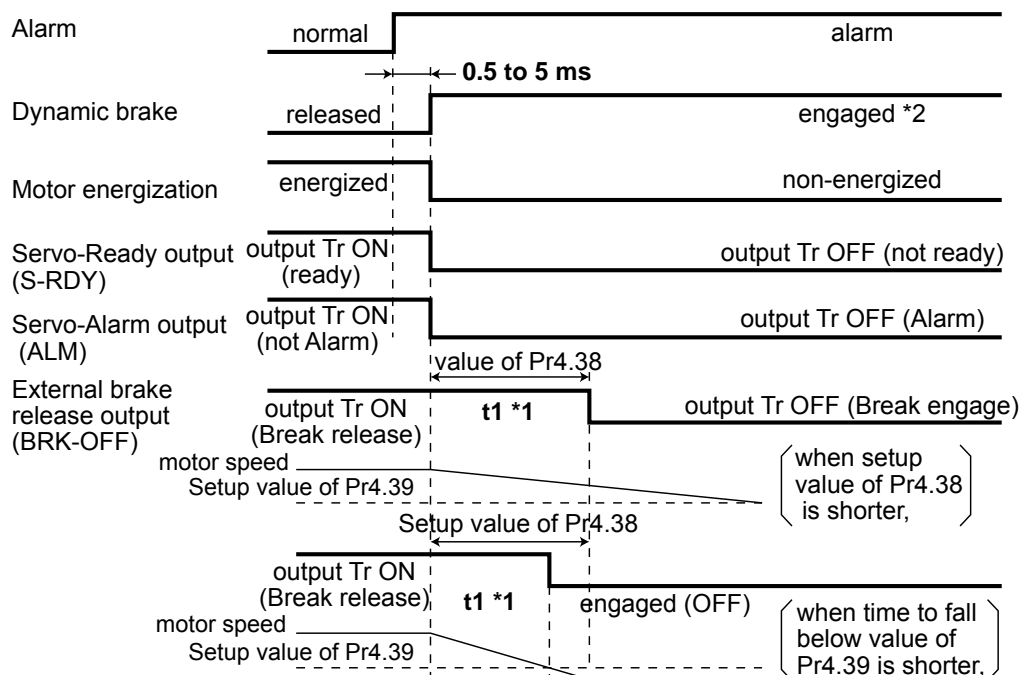 Alarm
normal
alarm
0.5 to 5 ms
Dynamic brake
released
engaged *2
Motor energization
energized
non-energized
Servo-Ready output
(S-RDY)
output Tr ON
(ready)
output Tr OFF (not ready)
Servo-Alarm output
(ALM)
output Tr ON
(not Alarm)
output Tr OFF (Alarm)
value of Pr4.38
External brake
release output
(BRK-OFF)
output Tr ON
(Break release)
t1 *1
output Tr OFF (Break engage)
motor speed
Setup value of Pr4.39
when setup
value of Pr4.38
is shorter,
Setup value of Pr4.38
output Tr ON
(Break release)
t1 *1
engaged (OFF)
motor speed
Setup value of Pr4.39
when time to fall
below value of
Pr4.39 is shorter,